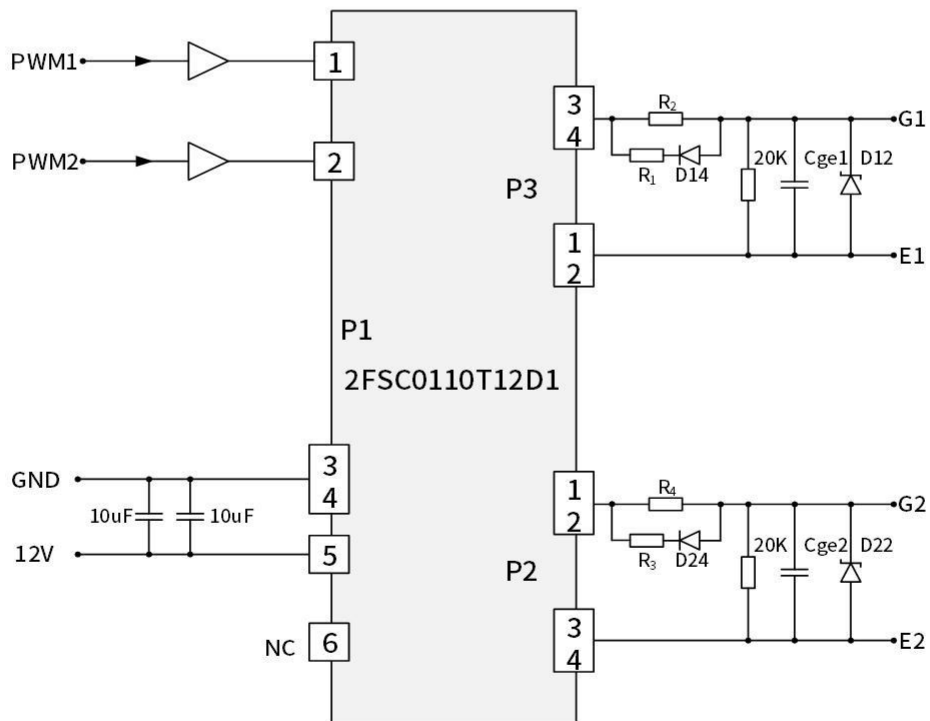 PWM1
1
PWM2
2
3
4
P3
1
2
R₂
R₁
D14
20K
Cge1
D12
G1
E1
P1
2FSC0110T12D1
GND
10uF
10uF
12V
3
4
5
NC
6
1
2
P2
3
4
R₄
R₃
D24
20K
Cge2
D22
G2
E2